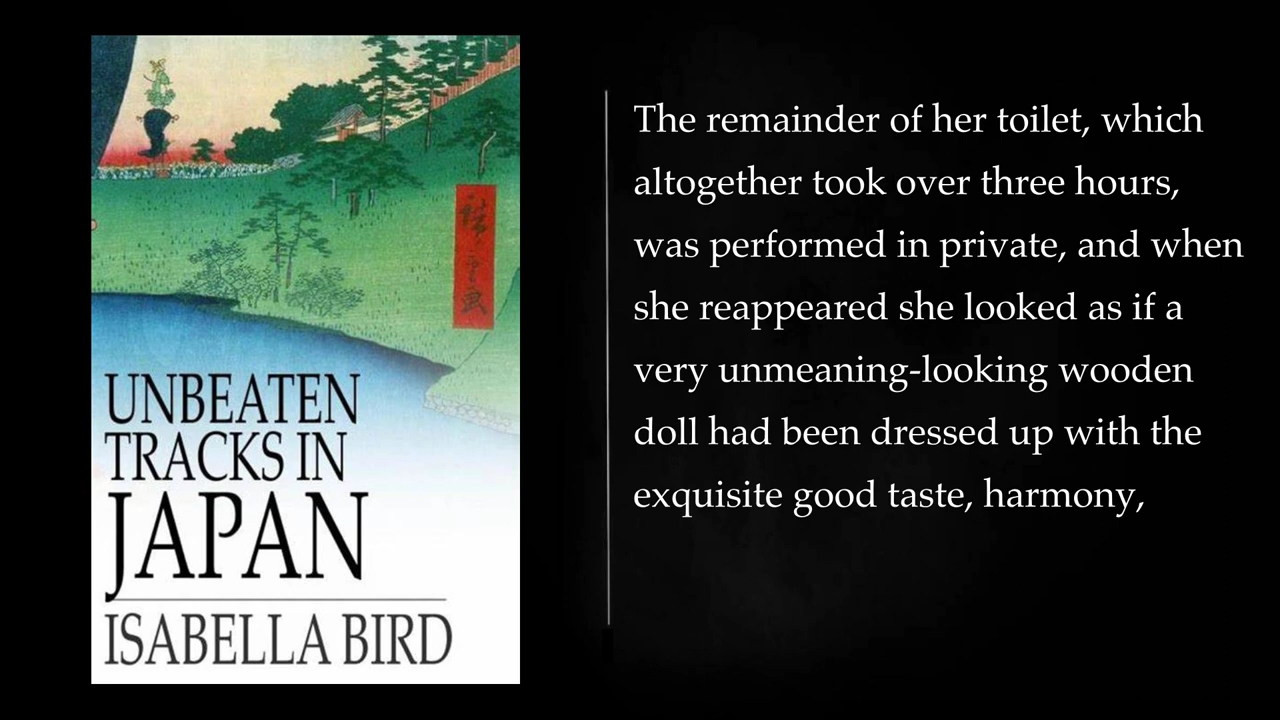 UNBEATEN
TRACKS IN
JAPAN
ISABELLA BIRD
The remainder of her toilet, which
altogether took over three hours,
was performed in private, and when
she reappeared she looked as if a
very unmeaning-looking wooden
doll had been dressed up with the
exquisite good taste, harmony,